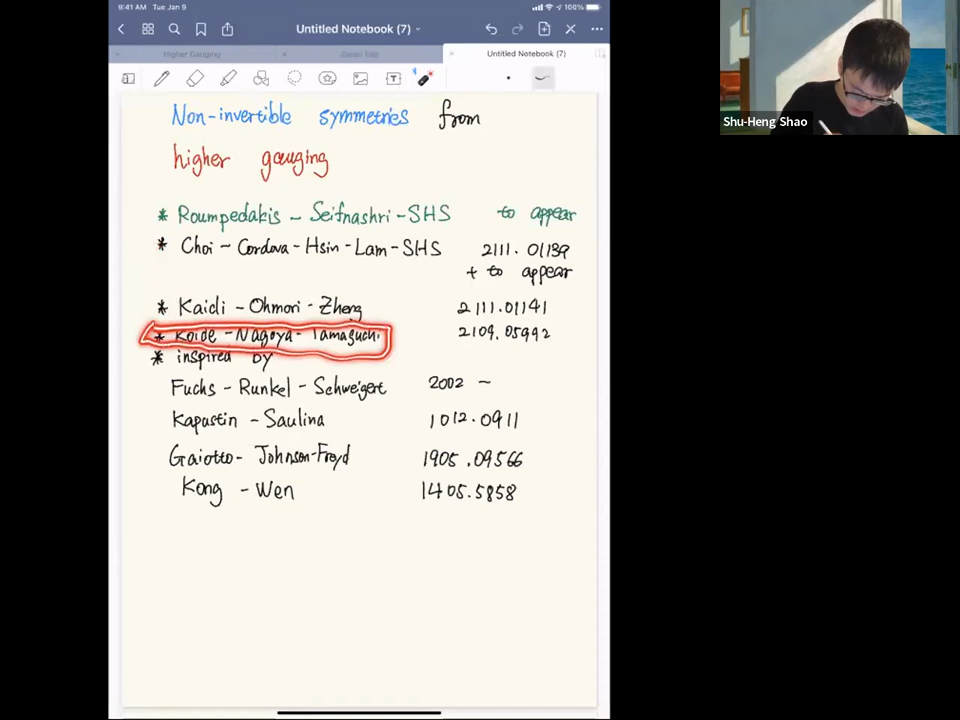 9:41 AM Tue Jan 9
100%
Untitled Notebook (7)
Higher Gauging
Untitled Notebook (7)
Non-invertible symmetries from
higher gauging
* Roumpedakis - Seifnashri - SHS to appear
* Choi - Cordova - Hsin - Lam - SHS 2111.01139
+ to appear
* Kaidi - Ohmori - Zheng 2111.01141
* Koide - Nagoya - Yamaguchi 2109.05992
* inspired by
Fuchs - Runkel - Schweigert 2002 ~
Kapustin - Saulina 1012.0911
Gaiotto - Johnson-Freyd 1905.09566
Kong - Wen 1405.5858
Shu-Heng Shao